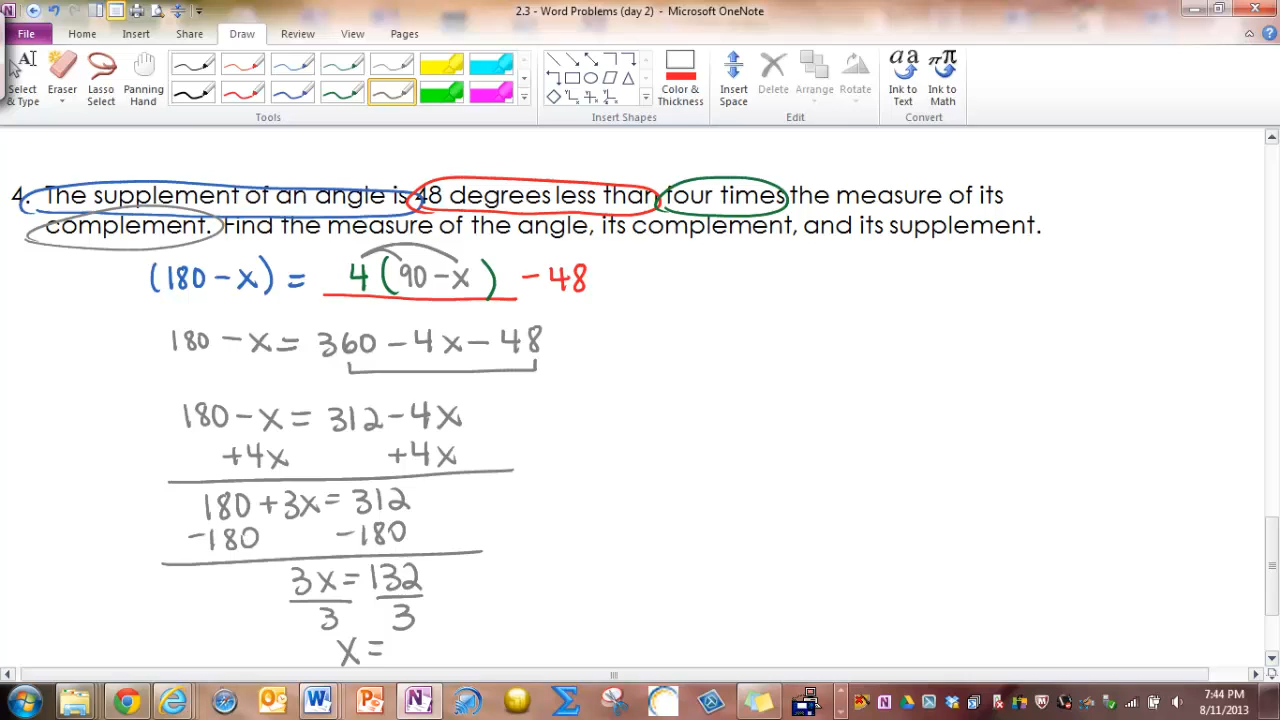 2.3 - Word Problems (day 2) - Microsoft OneNote
File Home Insert Draw Share Review View Pages
Select & Type
Eraser
Lasso Select
Panning Hand
Color & Thickness
Insert Space
Delete
Arrange
Rotate
Ink to Text
Ink to Math
Tools Insert Shapes Edit Convert
4. The supplement of an angle is 48 degrees less than four times the measure of its
complement. Find the measure of the angle, its complement, and its supplement.
(180 - x) = 4 (90 - x) - 48
180 - x = 360 - 4x - 48
180 - x = 312 - 4x
+4x +4x
180 + 3x = 312
-180 -180
3x = 132
3 3
x =
7:44 PM
8/11/2013